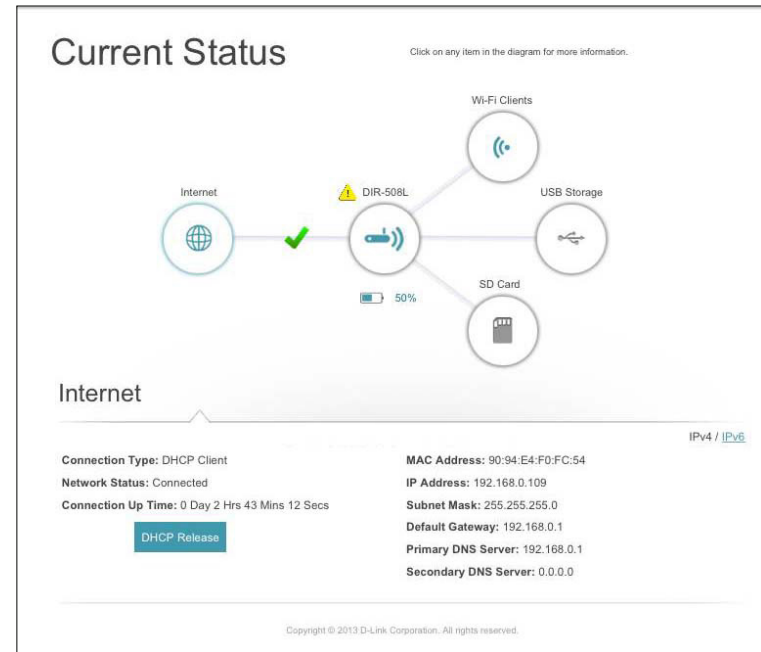 Current Status
Click on any item in the diagram for more information.
Wi-Fi Clients
Internet
DIR-508L
USB Storage
50%
SD Card
Internet
IPv4 / IPv6
Connection Type: DHCP Client
MAC Address: 90:94:E4:F0:FC:54
Network Status: Connected
IP Address: 192.168.0.109
Connection Up Time: 0 Day 2 Hrs 43 Mins 12 Secs
Subnet Mask: 255.255.255.0
DHCP Release
Default Gateway: 192.168.0.1
Primary DNS Server: 192.168.0.1
Secondary DNS Server: 0.0.0.0
Copyright © 2013 D-Link Corporation. All rights reserved.